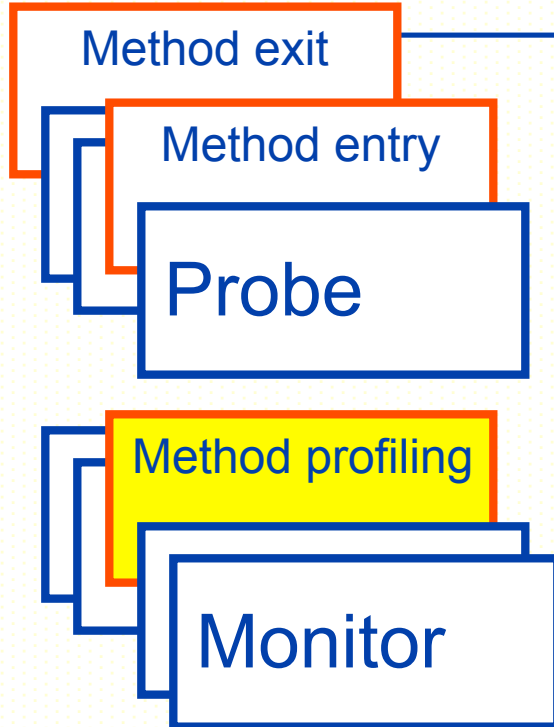 Method exit
Method entry
Probe
Method profiling
Monitor